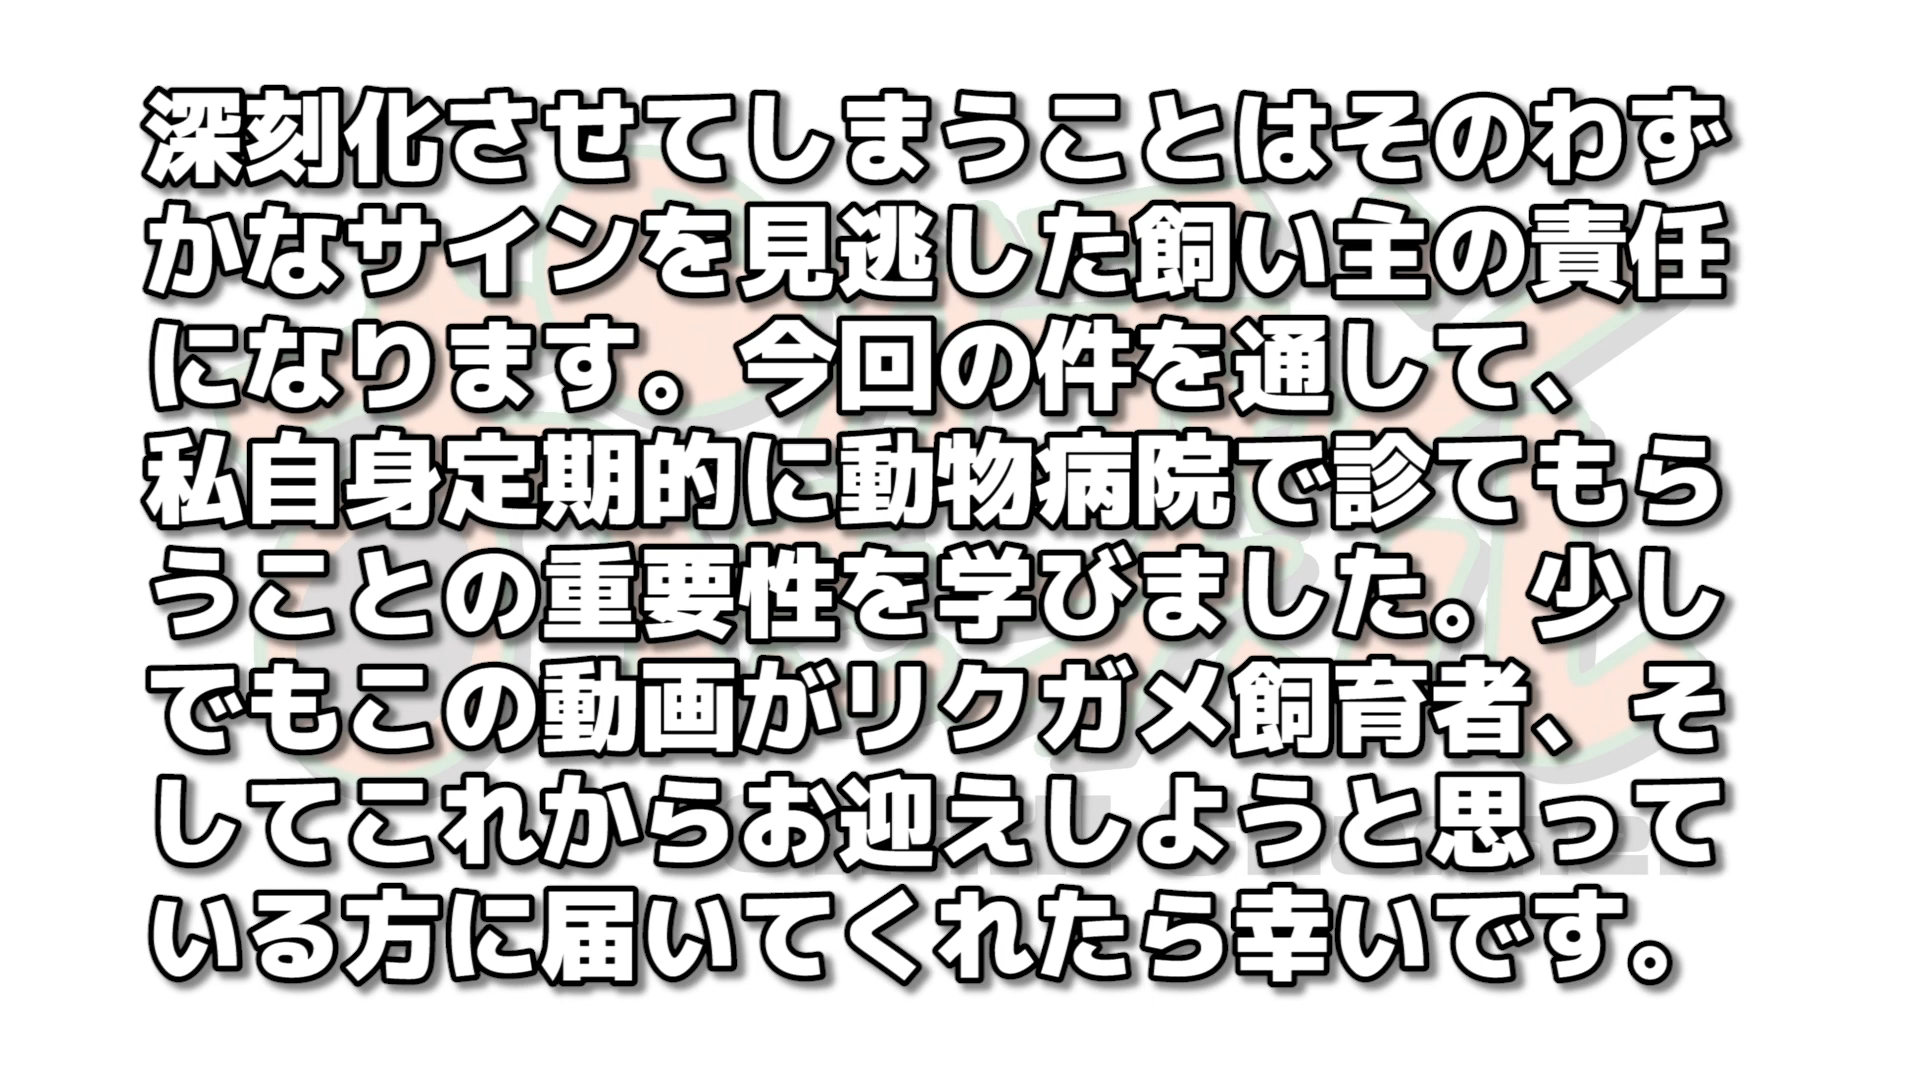 深刻化させてしまうことはそのわず
かなサインを見逃した飼い主の責任
になります。今回の件を通して、
私自身定期的に動物病院で診てもら
うことの重要性を学びました。少し
でもこの動画がリクガメ飼育者、そ
してこれからお迎えしようと思って
いる方に届いてくれたら幸いです。